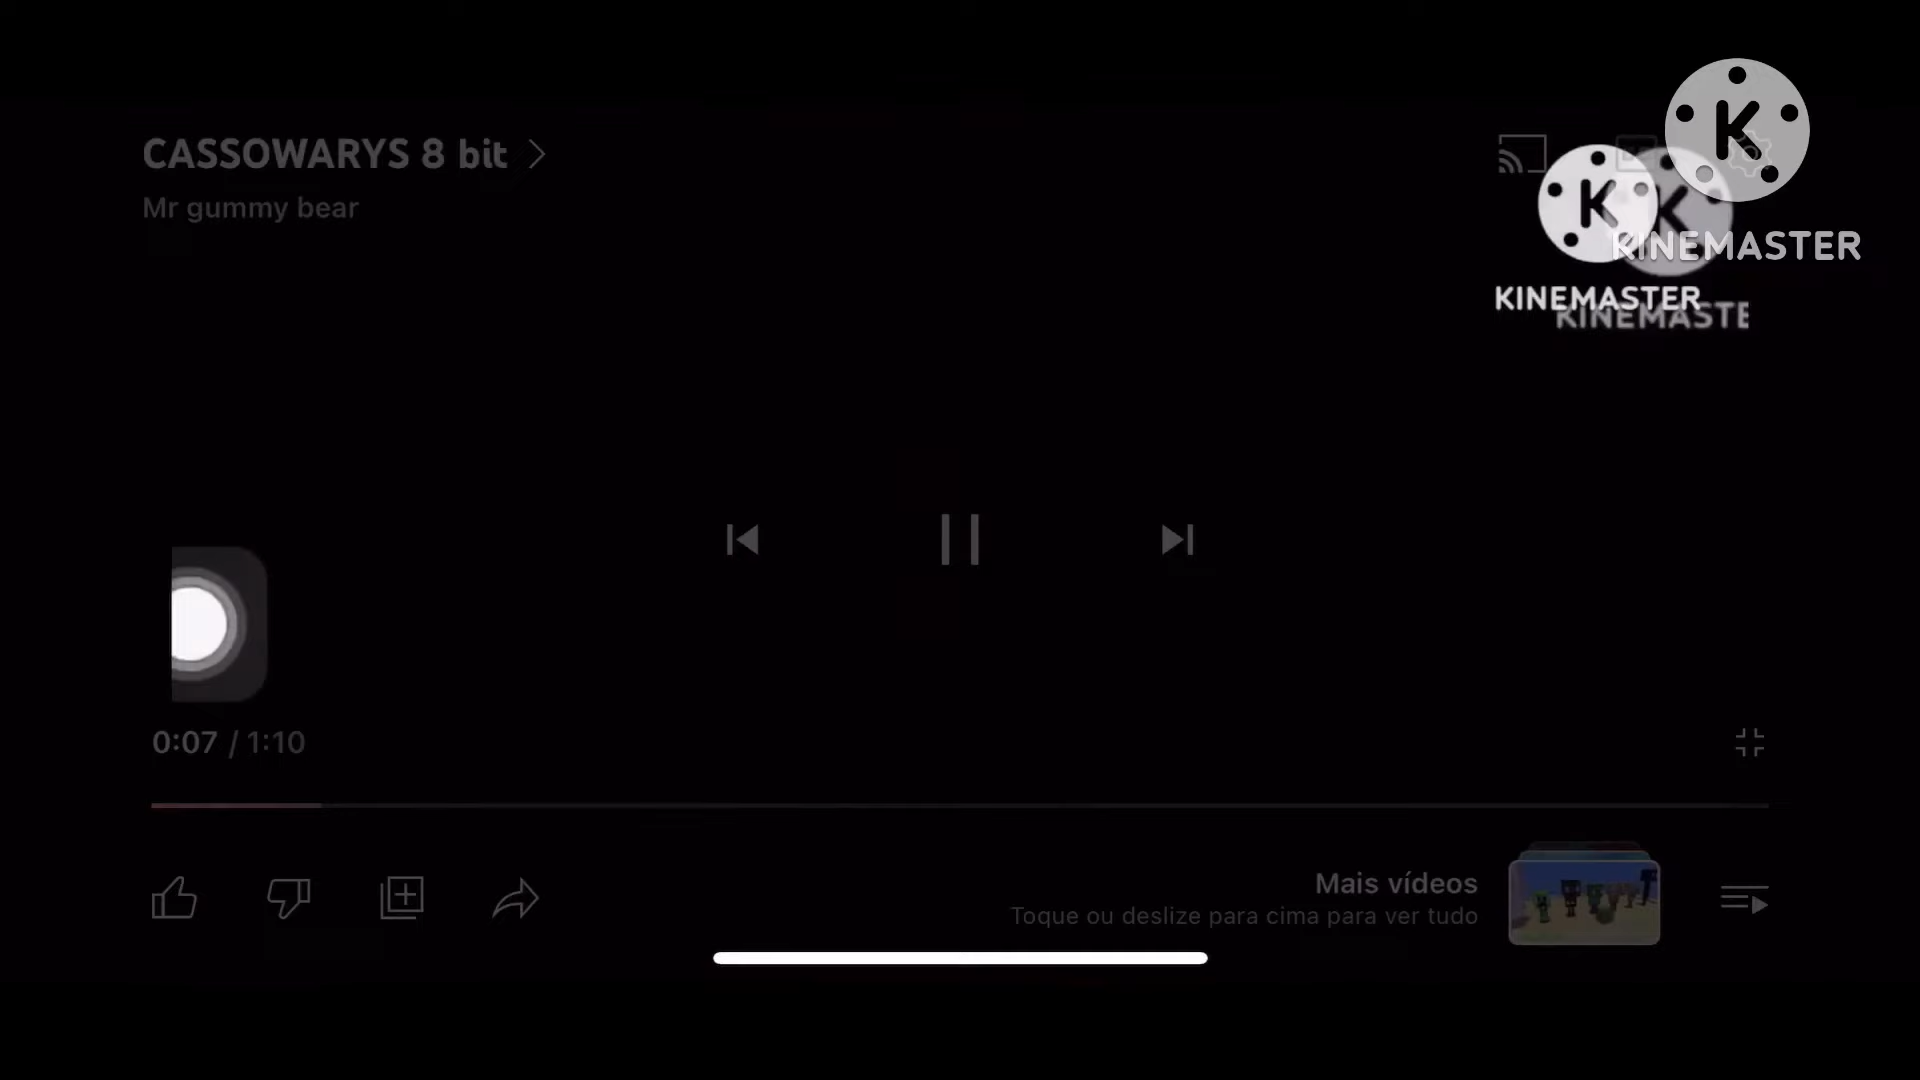 CASSOWARYS 8 bit
Mr gummy bear
K
K
K
KINEMASTER
KINEMASTER
KINEMASTE
0:07 / 1:10
Mais vídeos
Toque ou deslize para cima para ver tudo